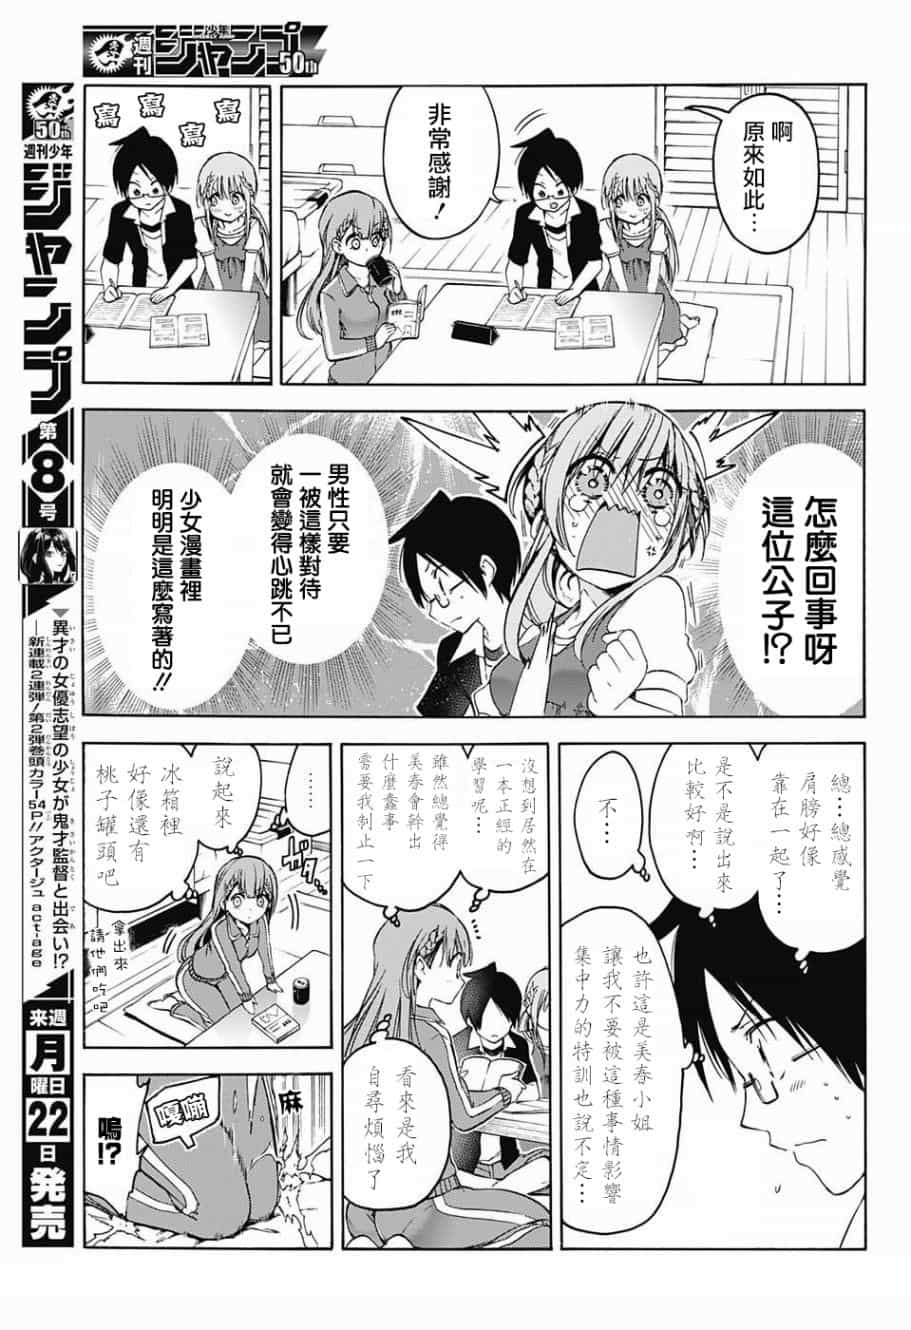 週刊
少年
ジャンプ
50th
啊
原來如此…
非常感謝!
寫
寫
寫
寫
怎麼回事呀
這位公子!?
男性只要
一被這樣對待
就會變得心跳不已
少女漫畫裡
明明是這麼寫著的!!
總…總感覺
肩膀好像
靠在一起了…
是不是說出來
比較好啊…
不…
也許這是美春小姐
讓我不要被這種事情影響
集中力的特訓也說不定…
沒想到居然在
一本正經的
學習呢…
雖然總覺得
美春會幹出
什麼蠢事
需要我制止一下
看來是我
自尋煩惱了
說起來
冰箱裡
好像還有
桃子罐頭吧
ガタ
拿出來
請他們吃吧
麻
嘎嘣
嗚!?
50th
週刊少年
ジャンプ
第8号
異才の女優志望の少女が鬼才監督と出会い!?
―新連載2連弾!第2弾巻頭カラー54P!!アクタージュ act-age
来週
月
曜日
22
日
発売